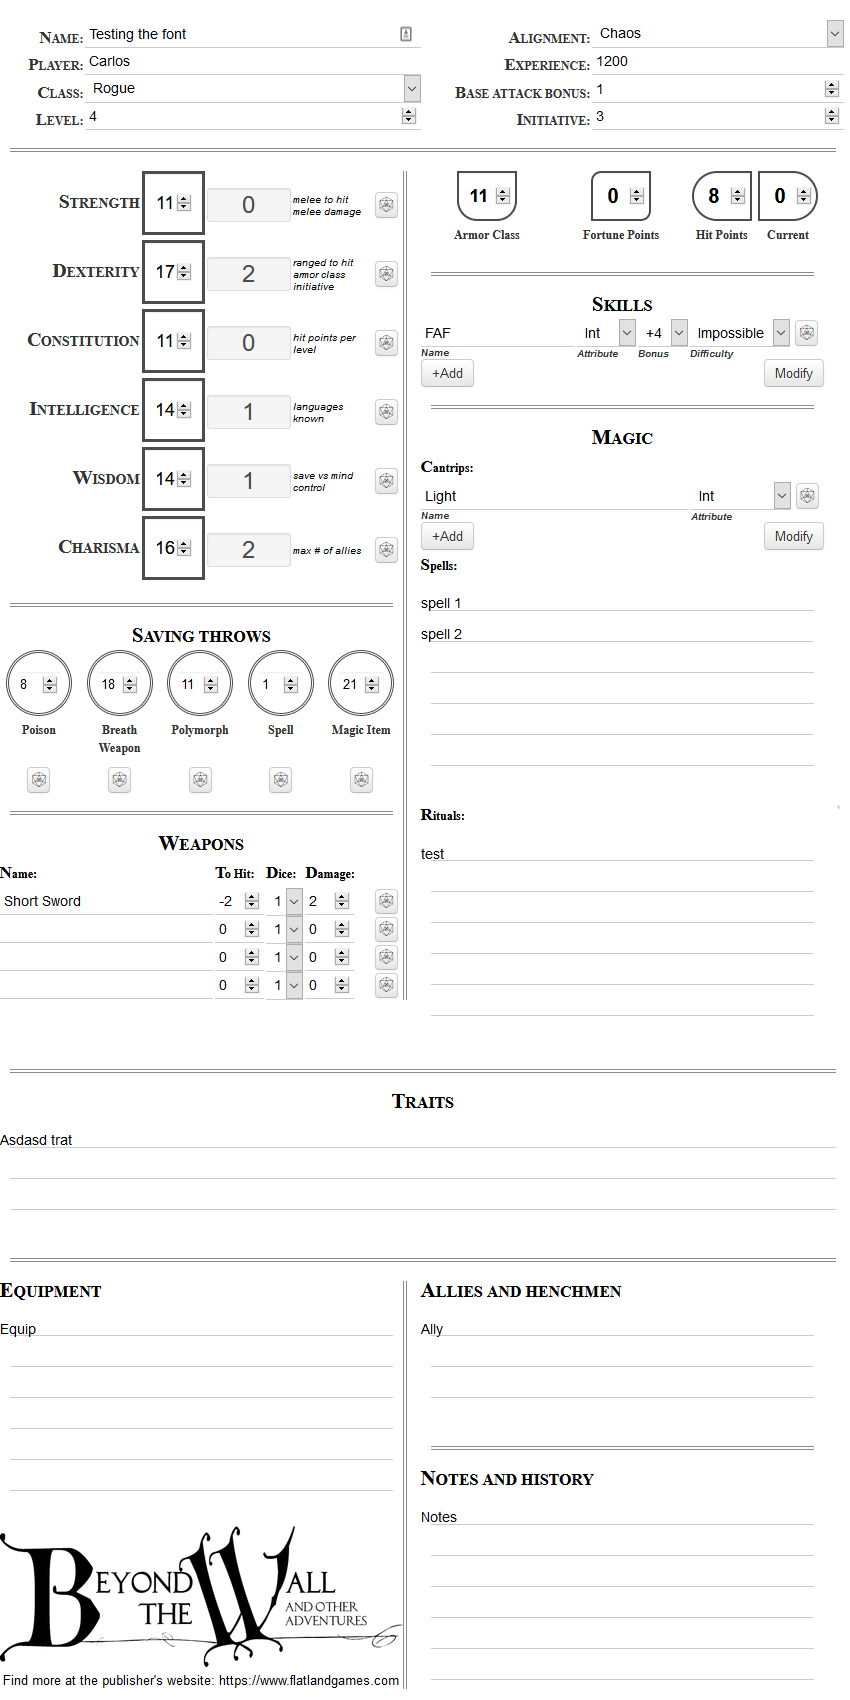 NAME: Testing the font
PLAYER: Carlos
CLASS: Rogue
LEVEL: 4
ALIGNMENT: Chaos
EXPERIENCE: 1200
BASE ATTACK BONUS: 1
INITIATIVE: 3
STRENGTH 11 0 melee to hit
melee damage
DEXTERITY 17 2 ranged to hit
armor class
initiative
CONSTITUTION 11 0 hit points per
level
INTELLIGENCE 14 1 languages
known
WISDOM 14 1 save vs mind
control
CHARISMA 16 2 max # of allies
SAVING THROWS
8 18 11 1 21
Poison Breath Polymorph Spell Magic Item
Weapon
WEAPONS
Name: To Hit: Dice: Damage:
Short Sword -2 1 2
0 1 0
0 1 0
0 1 0
11 0 8 0
Armor Class Fortune Points Hit Points Current
SKILLS
FAF Int +4 Impossible
Name Attribute Bonus Difficulty
+Add Modify
MAGIC
Cantrips:
Light Int
Name Attribute
+Add Modify
Spells:
spell 1
spell 2
Rituals:
test
TRAITS
Asdasd trat
EQUIPMENT
Equip
BEYOND THE WALL
AND OTHER
ADVENTURES
Find more at the publisher's website: https://www.flatlandgames.com
ALLIES AND HENCHMEN
Ally
NOTES AND HISTORY
Notes